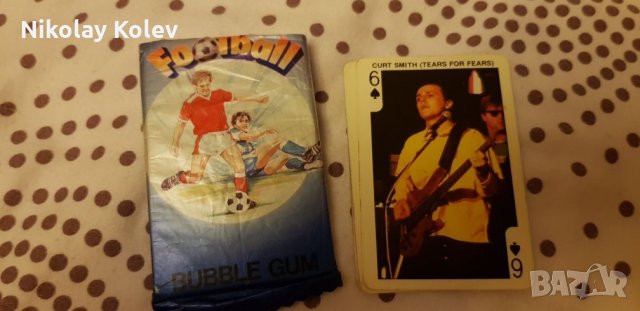 Nikolay Kolev
Football
BUBBLE GUM
CURT SMITH (TEARS FOR FEARS)
6
6
BAZAR